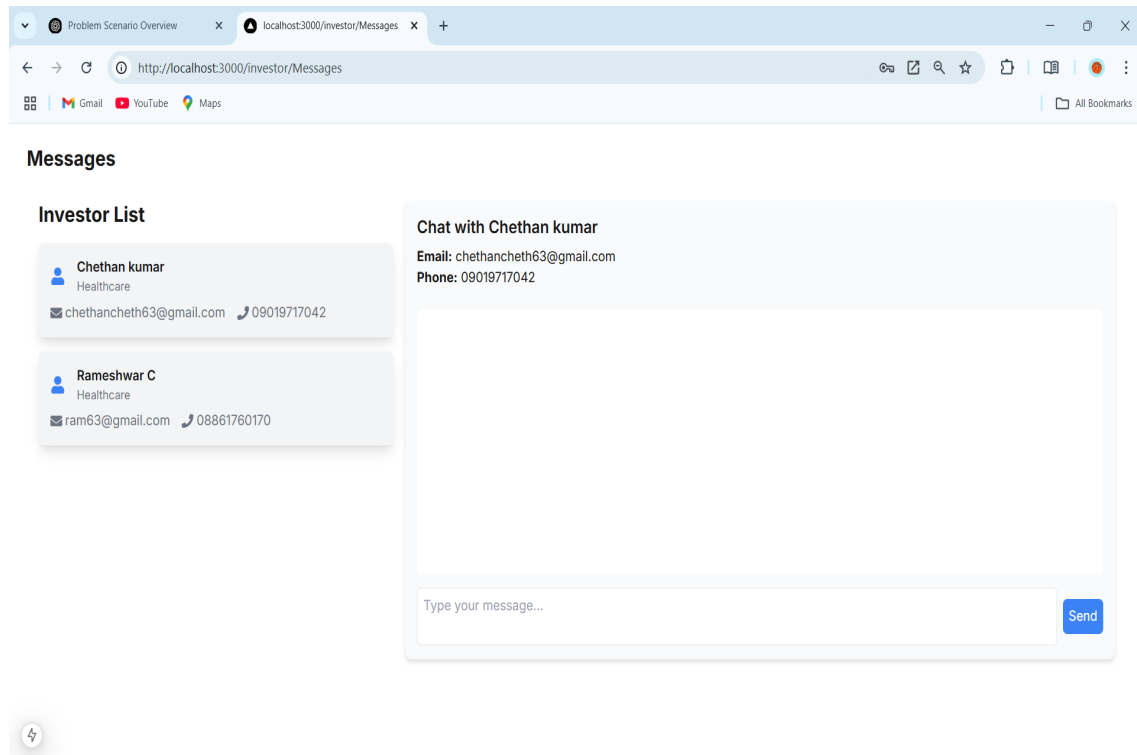 Problem Scenario Overview
localhost:3000/investor/Messages
http://localhost:3000/investor/Messages
Gmail YouTube Maps All Bookmarks
Messages
Investor List
Chethan kumar
Healthcare
chethancheth63@gmail.com 09019717042
Rameshwar C
Healthcare
ram63@gmail.com 08861760170
Chat with Chethan kumar
Email: chethancheth63@gmail.com
Phone: 09019717042
Type your message...
Send